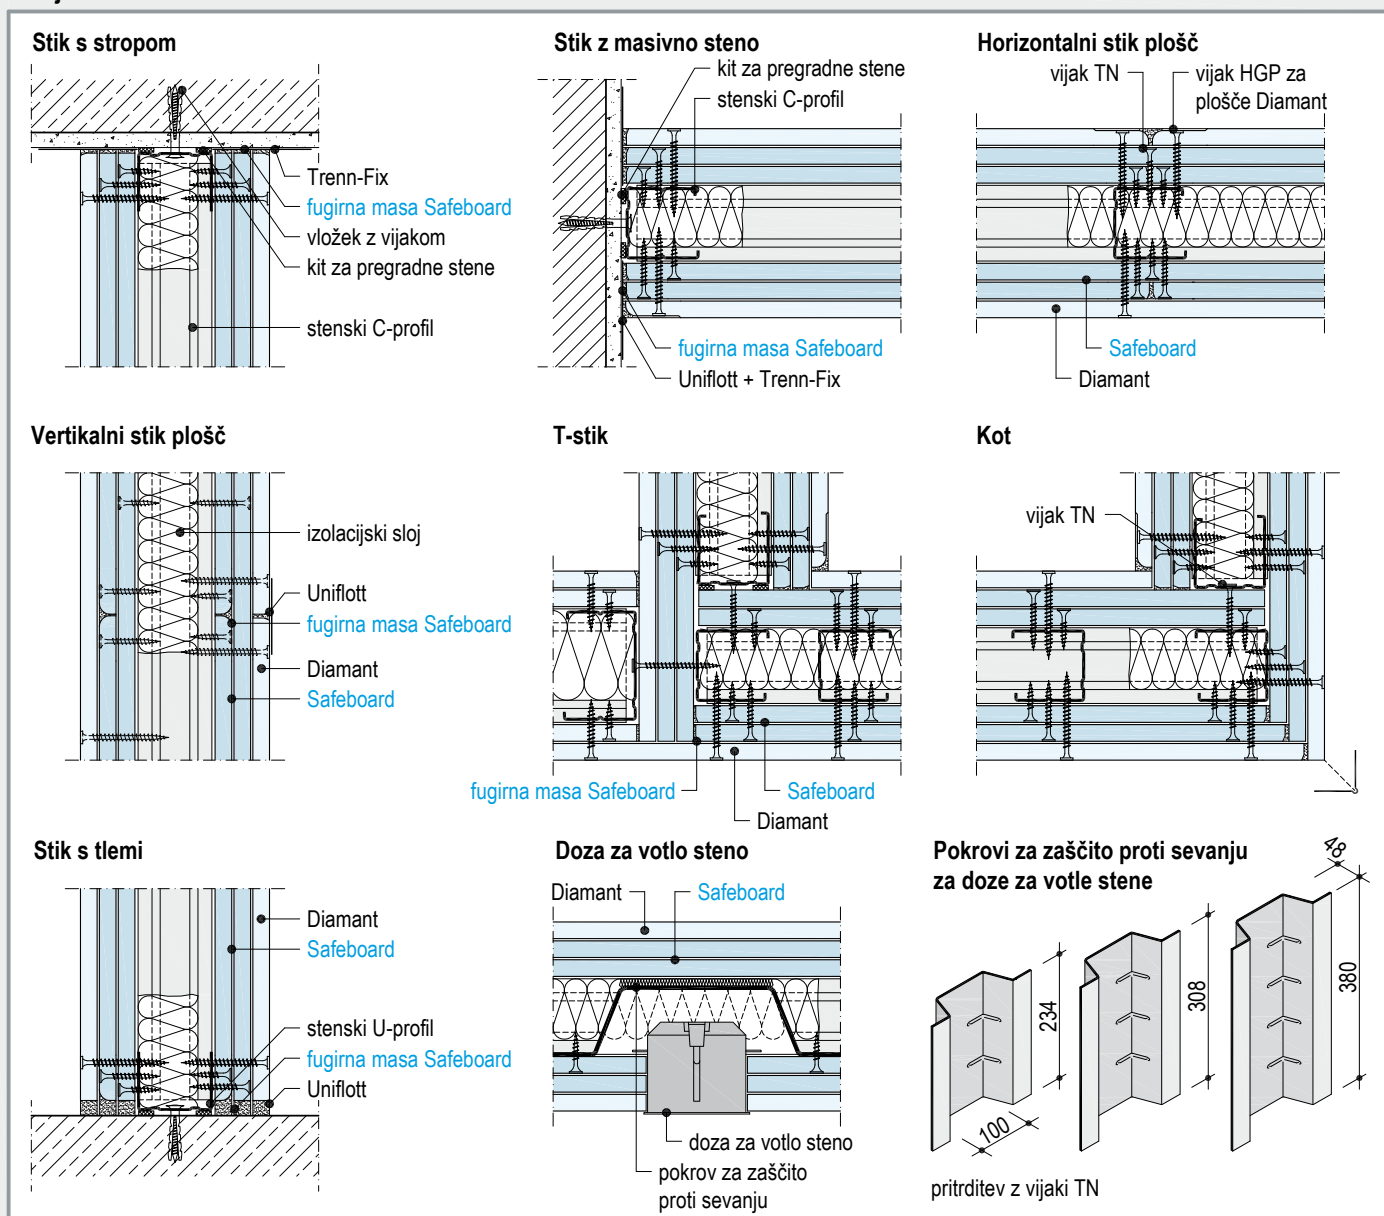 Stik s stropom
Trenn-Fix
fugirna masa Safeboard
vložek z vijakom
kit za pregradne stene
stenski C-profil
Stik z masivno steno
kit za pregradne stene
stenski C-profil
fugirna masa Safeboard
Uniflott + Trenn-Fix
Horizontalni stik plošč
vijak TN
vijak HGP za
plošče Diamant
Safeboard
Diamant
Vertikalni stik plošč
izolacijski sloj
Uniflott
fugirna masa Safeboard
Diamant
Safeboard
T-stik
fugirna masa Safeboard
Safeboard
Diamant
Kot
vijak TN
Stik s tlemi
Diamant
Safeboard
stenski U-profil
fugirna masa Safeboard
Uniflott
Doza za votlo steno
Diamant
Safeboard
doza za votlo steno
pokrov za zaščito
proti sevanju
Pokrovi za zaščito proti sevanju
za doze za votle stene
48
234
308
380
100
pritrditev z vijaki TN